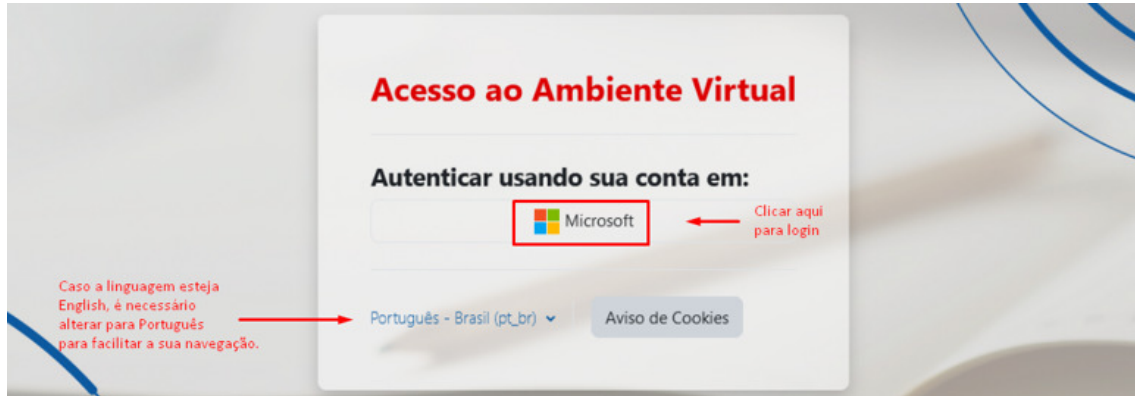 Acesso ao Ambiente Virtual
Autenticar usando sua conta em:
Microsoft
Clicar aqui
para login
Caso a linguagem esteja
English, é necessário
alterar para Português
para facilitar a sua navegação.
Português - Brasil (pt_br)
Aviso de Cookies